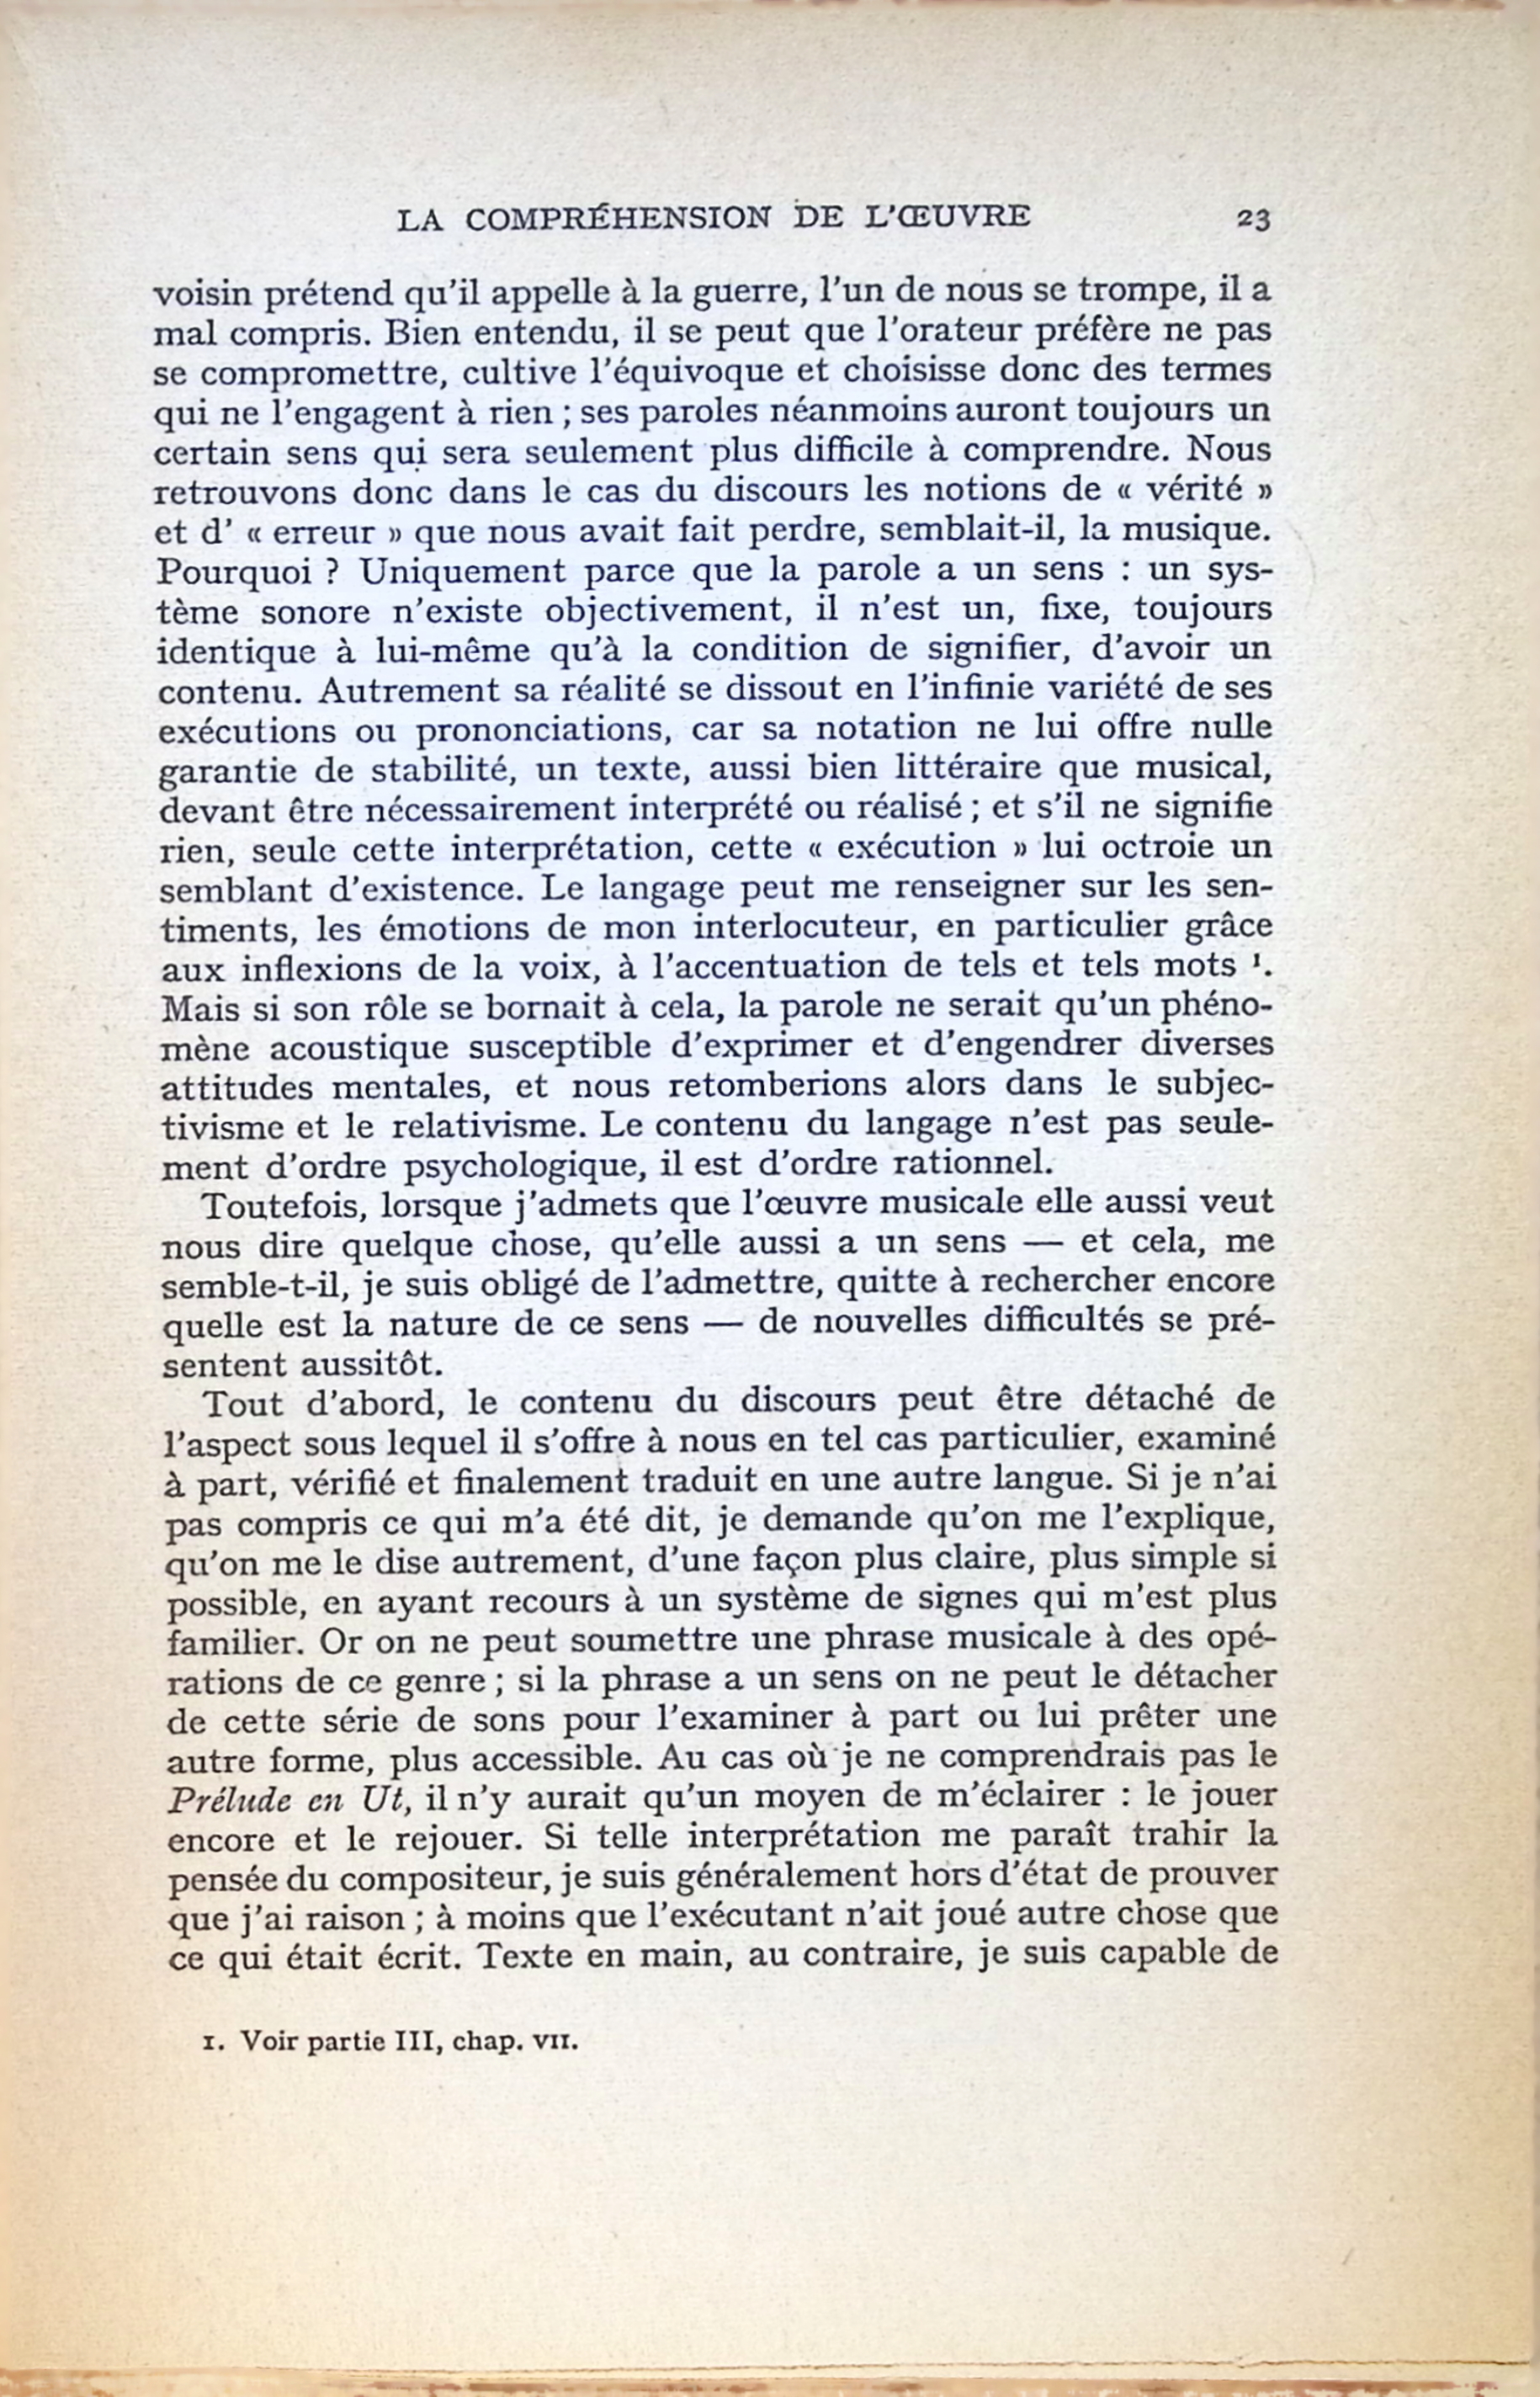 LA COMPRÉHENSION DE L'ŒUVRE 23
voisin prétend qu'il appelle à la guerre, l'un de nous se trompe, il a
mal compris. Bien entendu, il se peut que l'orateur préfère ne pas
se compromettre, cultive l'équivoque et choisisse donc des termes
qui ne l'engagent à rien ; ses paroles néanmoins auront toujours un
certain sens qui sera seulement plus difficile à comprendre. Nous
retrouvons donc dans le cas du discours les notions de « vérité »
et d' « erreur » que nous avait fait perdre, semblait-il, la musique.
Pourquoi ? Uniquement parce que la parole a un sens : un sys-
tème sonore n'existe objectivement, il n'est un, fixe, toujours
identique à lui-même qu'à la condition de signifier, d'avoir un
contenu. Autrement sa réalité se dissout en l'infinie variété de ses
exécutions ou prononciations, car sa notation ne lui offre nulle
garantie de stabilité, un texte, aussi bien littéraire que musical,
devant être nécessairement interprété ou réalisé ; et s'il ne signifie
rien, seule cette interprétation, cette « exécution » lui octroie un
semblant d'existence. Le langage peut me renseigner sur les sen-
timents, les émotions de mon interlocuteur, en particulier grâce
aux inflexions de la voix, à l'accentuation de tels et tels mots ¹.
Mais si son rôle se bornait à cela, la parole ne serait qu'un phéno-
mène acoustique susceptible d'exprimer et d'engendrer diverses
attitudes mentales, et nous retomberions alors dans le subjec-
tivisme et le relativisme. Le contenu du langage n'est pas seule-
ment d'ordre psychologique, il est d'ordre rationnel.
Toutefois, lorsque j'admets que l'œuvre musicale elle aussi veut
nous dire quelque chose, qu'elle aussi a un sens — et cela, me
semble-t-il, je suis obligé de l'admettre, quitte à rechercher encore
quelle est la nature de ce sens — de nouvelles difficultés se pré-
sentent aussitôt.
Tout d'abord, le contenu du discours peut être détaché de
l'aspect sous lequel il s'offre à nous en tel cas particulier, examiné
à part, vérifié et finalement traduit en une autre langue. Si je n'ai
pas compris ce qui m'a été dit, je demande qu'on me l'explique,
qu'on me le dise autrement, d'une façon plus claire, plus simple si
possible, en ayant recours à un système de signes qui m'est plus
familier. Or on ne peut soumettre une phrase musicale à des opé-
rations de ce genre ; si la phrase a un sens on ne peut le détacher
de cette série de sons pour l'examiner à part ou lui prêter une
autre forme, plus accessible. Au cas où je ne comprendrais pas le
Prélude en Ut, il n'y aurait qu'un moyen de m'éclairer : le jouer
encore et le rejouer. Si telle interprétation me paraît trahir la
pensée du compositeur, je suis généralement hors d'état de prouver
que j'ai raison ; à moins que l'exécutant n'ait joué autre chose que
ce qui était écrit. Texte en main, au contraire, je suis capable de
1. Voir partie III, chap. VII.